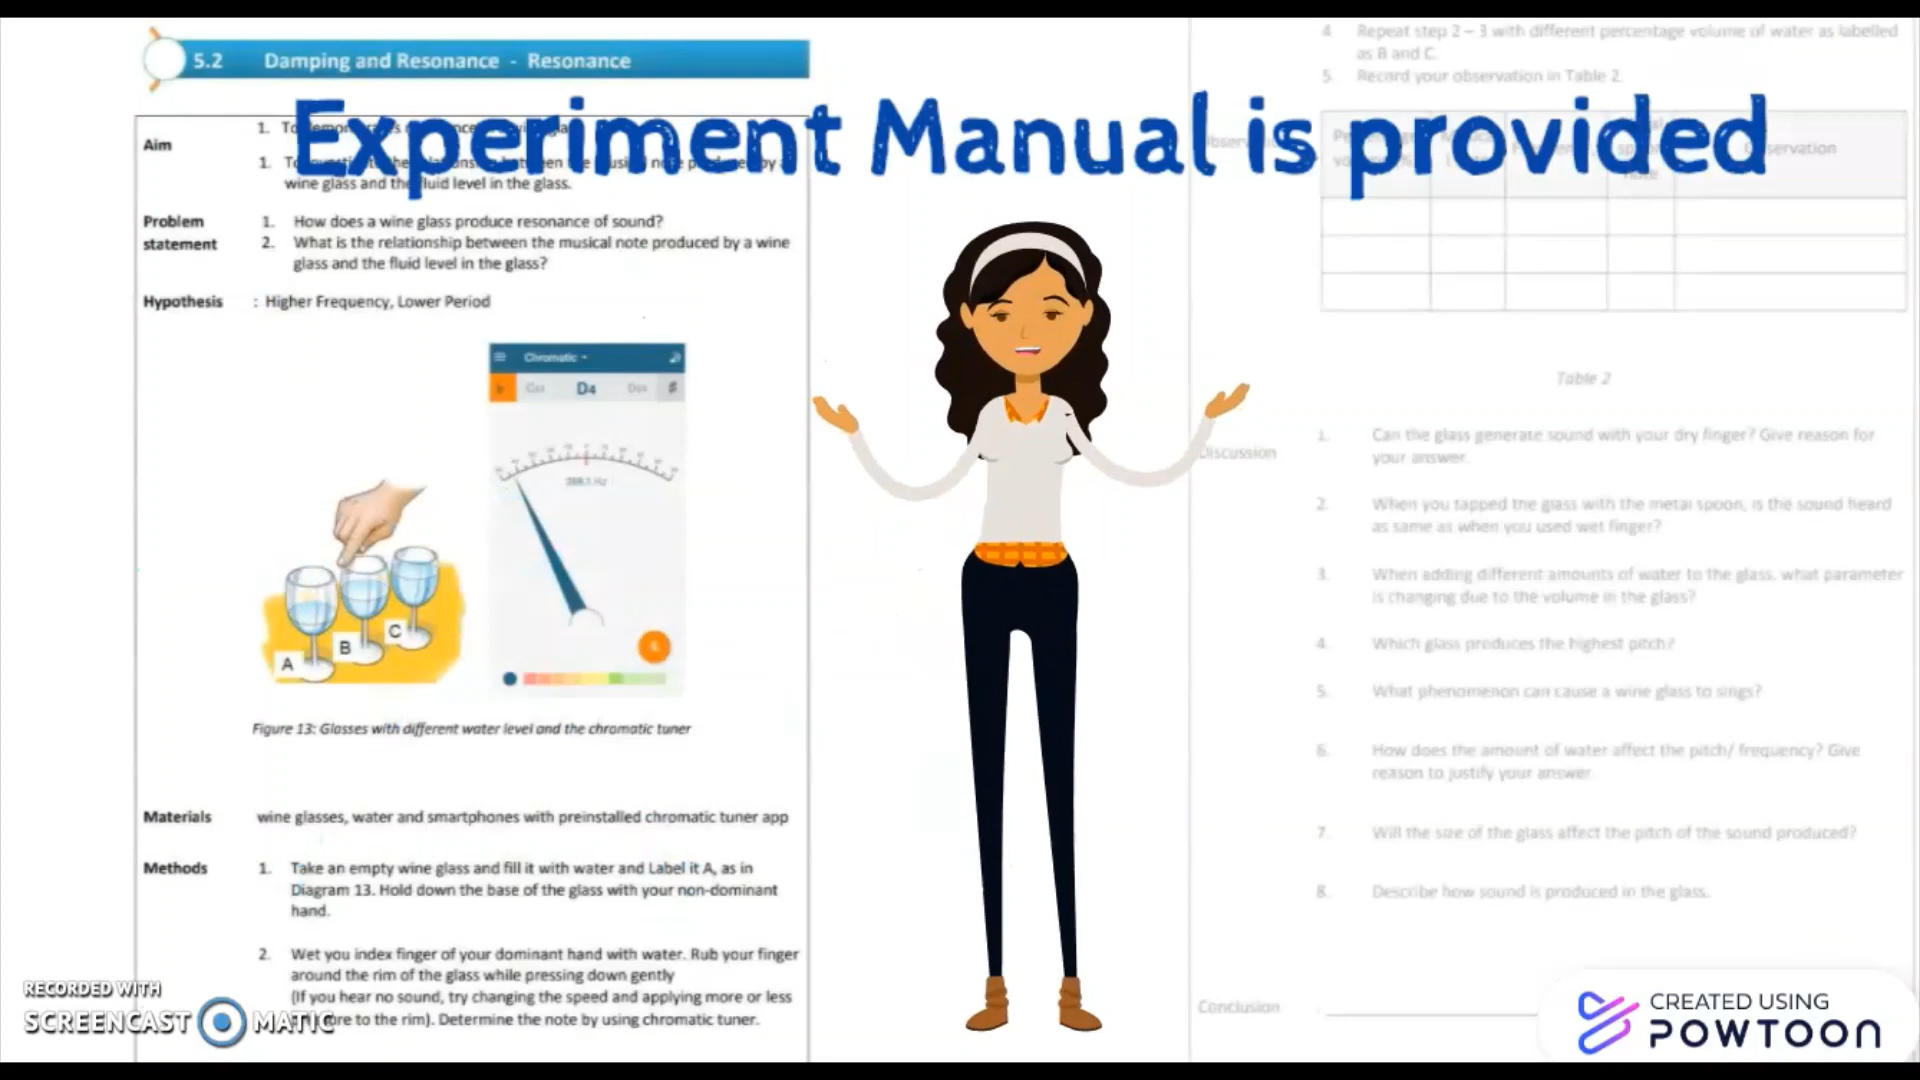 5.2 Damping and Resonance - Resonance
Experiment Manual is provided
Aim
1. To
1. To
wine glass and the fluid level in the glass.
Problem statement
1. How does a wine glass produce resonance of sound?
2. What is the relationship between the musical note produced by a wine
glass and the fluid level in the glass?
Hypothesis : Higher Frequency, Lower Period
Chromatic
D4
A
B
C
Figure 13: Glasses with different water level and the chromatic tuner
Materials wine glasses, water and smartphones with preinstalled chromatic tuner app
Methods 1. Take an empty wine glass and fill it with water and Label it A, as in
Diagram 13. Hold down the base of the glass with your non-dominant
hand.
2. Wet you index finger of your dominant hand with water. Rub your finger
around the rim of the glass while pressing down gently
(If you hear no sound, try changing the speed and applying more or less
to the rim). Determine the note by using chromatic tuner.
4. Repeat step 2 – 3 with different percentage volume of water as labelled
as B and C.
5. Record your observation in Table 2.
Table 2
Discussion
1. Can the glass generate sound with your dry finger? Give reason for
your answer.
2. When you tapped the glass with the metal spoon, is the sound heard
as same as when you used wet finger?
3. When adding different amounts of water to the glass, what parameter
is changing due to the volume in the glass?
4. Which glass produces the highest pitch?
5. What phenomenon can cause a wine glass to sings?
6. How does the amount of water affect the pitch/ frequency? Give
reason to justify your answer.
7. Will the size of the glass affect the pitch of the sound produced?
8. Describe how sound is produced in the glass.
Conclusion
RECORDED WITH
SCREENCAST MATIC
CREATED USING
POWTOON